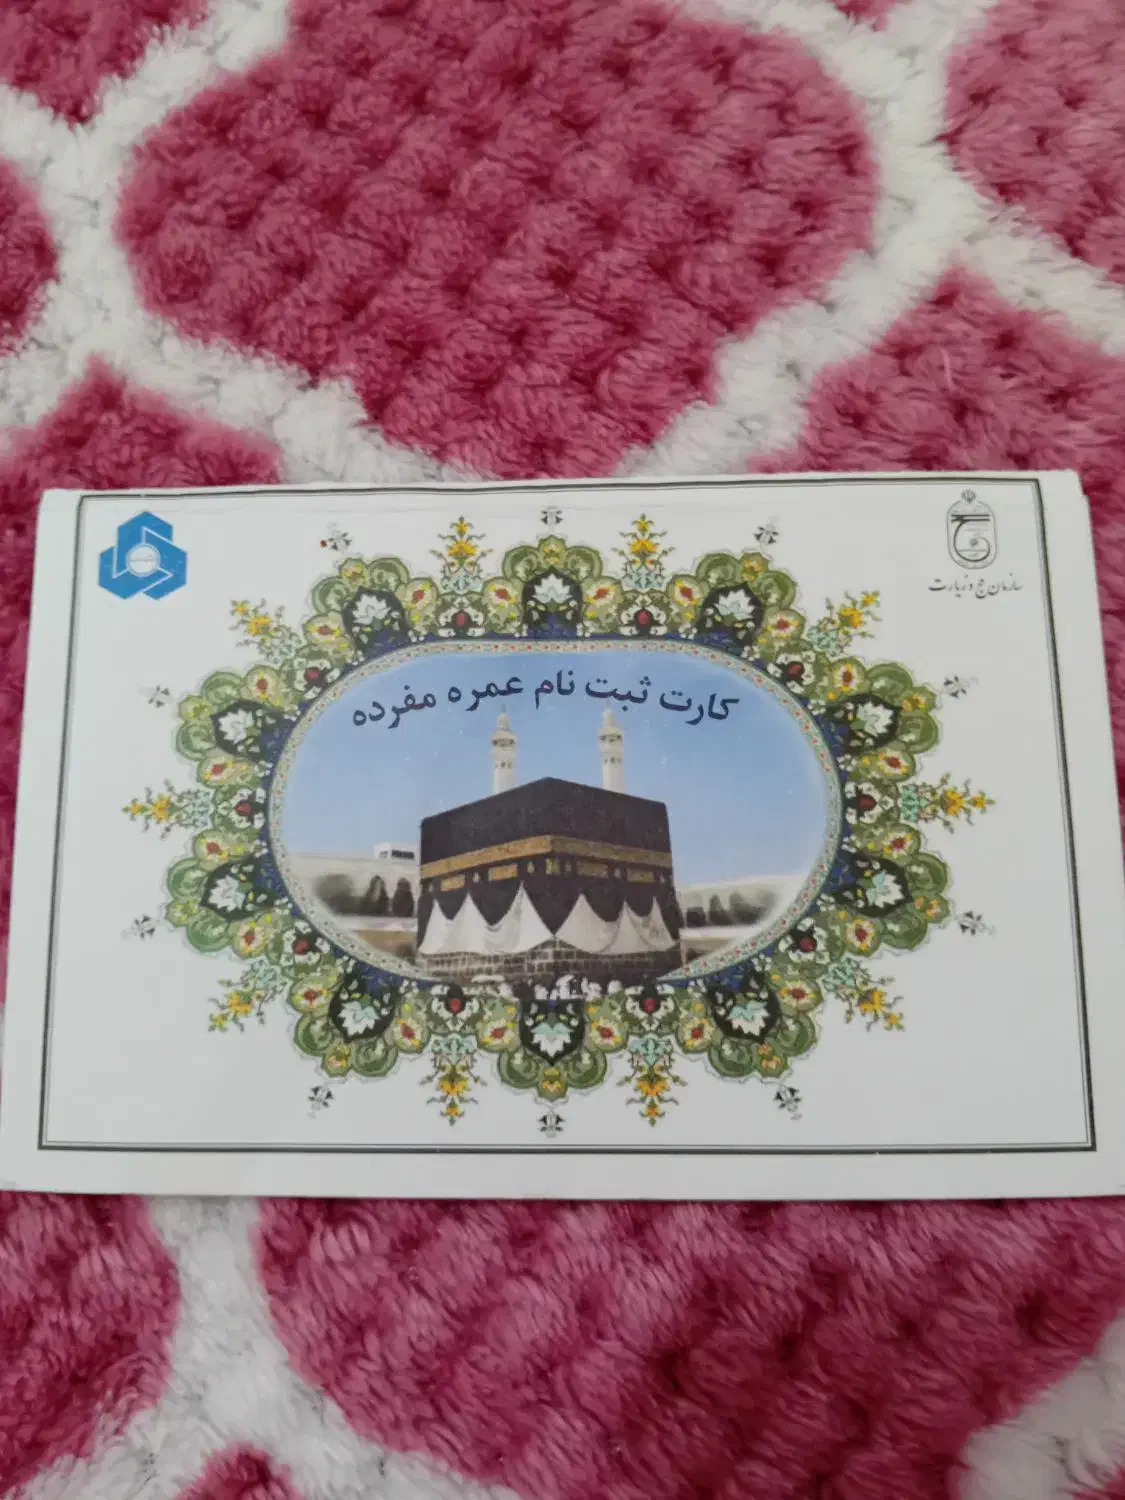 سازمان حج و زیارت
کارت ثبت نام عمره مفرده